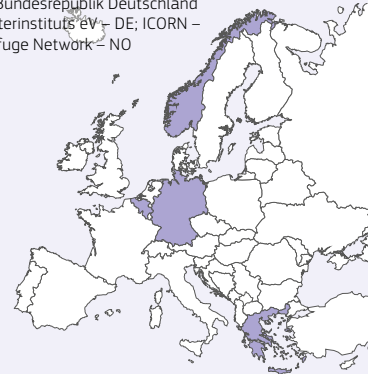 Bundesrepublik Deutschland
terinstituts eV – DE; ICORN –
fuge Network – NO